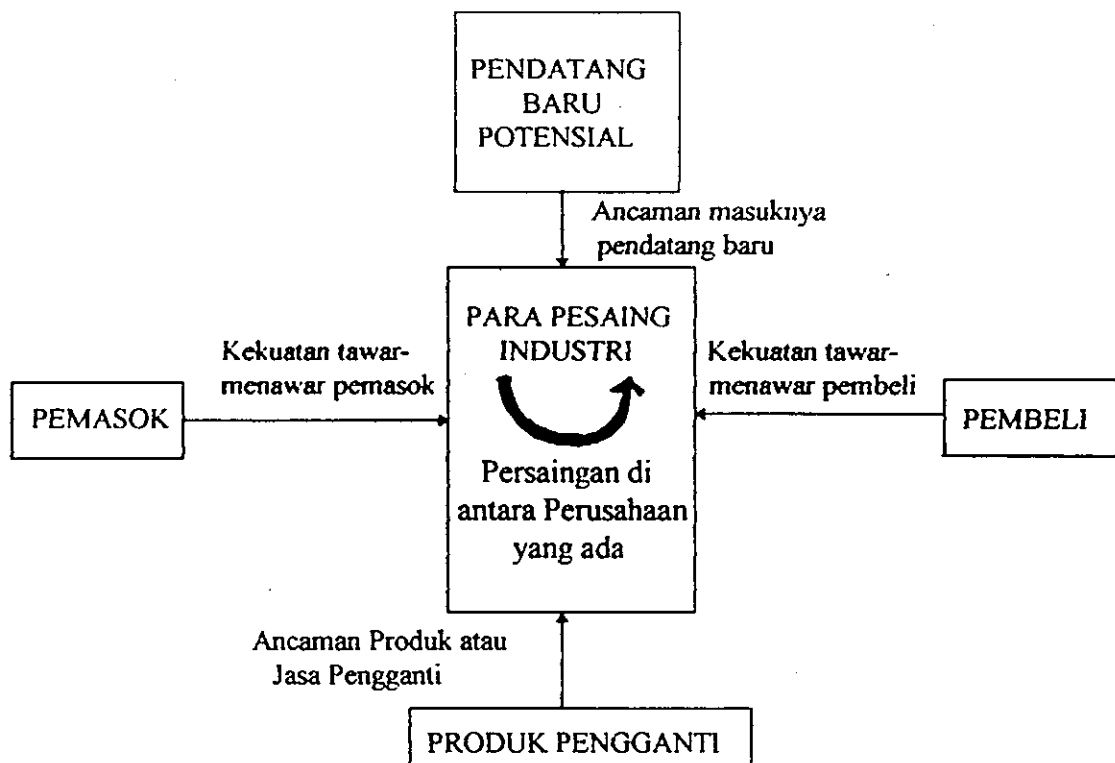 PENDATANG
BARU
POTENSIAL
Ancaman masuknya
pendatang baru
PARA PESAING
INDUSTRI
Kekuatan tawar-
menawar pemasok
Kekuatan tawar-
menawar pembeli
PEMASOK
PEMBELI
Persaingan di
antara Perusahaan
yang ada
Ancaman Produk atau
Jasa Pengganti
PRODUK PENGGANTI